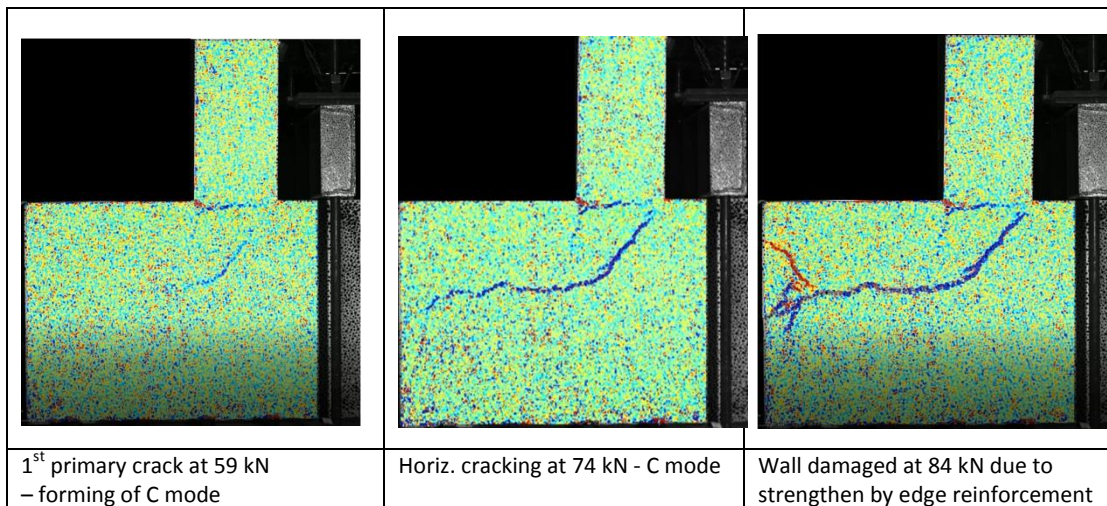 1st primary crack at 59 kN
– forming of C mode
Horiz. cracking at 74 kN - C mode
Wall damaged at 84 kN due to
strengthen by edge reinforcement